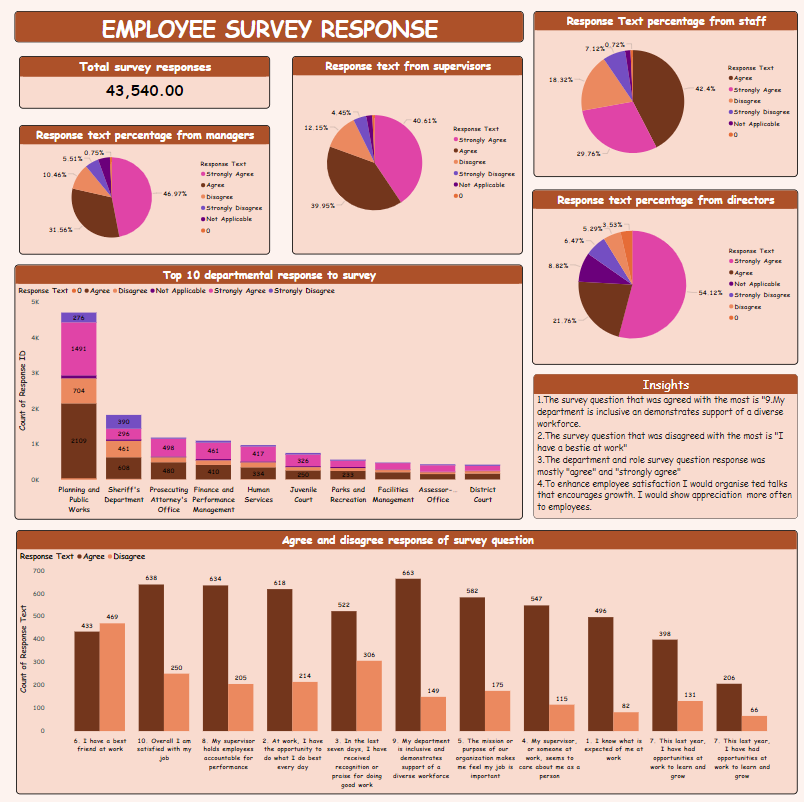 EMPLOYEE SURVEY RESPONSE
Total survey responses
43,540.00
Response text percentage from managers
0.75%
5.51%
10.46%
31.56%
46.97%
Response Text
Strongly Agree
Agree
Disagree
Strongly Disagree
Not Applicable
0
Response text from supervisors
4.45%
12.15%
39.95%
40.61%
Response Text
Strongly Agree
Agree
Disagree
Strongly Disagree
Not Applicable
0
Response Text percentage from staff
7.12%
0.72%
18.32%
29.76%
42.4%
Response Text
Agree
Strongly Agree
Disagree
Strongly Disagree
Not Applicable
0
Response text percentage from directors
3.53%
5.29%
6.47%
8.82%
21.76%
54.12%
Response Text
Strongly Agree
Agree
Not Applicable
Strongly Disagree
Disagree
0
Top 10 departmental response to survey
Response Text 0 Agree Disagree Not Applicable Strongly Agree Strongly Disagree
Count of Response ID
5K
4K
3K
2K
1K
0K
276
1491
704
2109
390
296
461
608
498
480
461
410
417
334
326
250
233
Planning and
Public
Works
Sheriff's
Department
Prosecuting
Attorney's
Office
Finance and
Performance
Management
Human
Services
Juvenile
Court
Parks and
Recreation
Facilities
Management
Assessor-...
Office
District
Court
Insights
1.The survey question that was agreed with the most is "9.My
department is inclusive an demonstrates support of a diverse
workforce.
2.The survey question that was disagreed with the most is "I
have a bestie at work"
3.The department and role survey question response was
mostly "agree" and "strongly agree"
4.To enhance employee satisfaction I would organise ted talks
that encourages growth. I would show appreciation more often
to employees.
Agree and disagree response of survey question
Response Text Agree Disagree
Count of Response Text
700
600
500
400
300
200
100
0
433
469
638
250
634
205
618
214
522
306
663
149
582
175
547
115
496
82
398
131
206
66
6. I have a best
friend at work
10. Overall I am
satisfied with my
job
8. My supervisor
holds employees
accountable for
performance
2. At work, I have
the opportunity to
do what I do best
every day
3. In the last
seven days, I have
received
recognition or
praise for doing
good work
9. My department
is inclusive and
demonstrates
support of a
diverse workforce
5. The mission or
purpose of our
organization makes
me feel my job is
important
4. My supervisor,
or someone at
work, seems to
care about me as a
person
1. I know what is
expected of me at
work
7. This last year,
I have had
opportunities at
work to learn and
grow
7. This last year,
I have had
opportunities at
work to learn and
grow